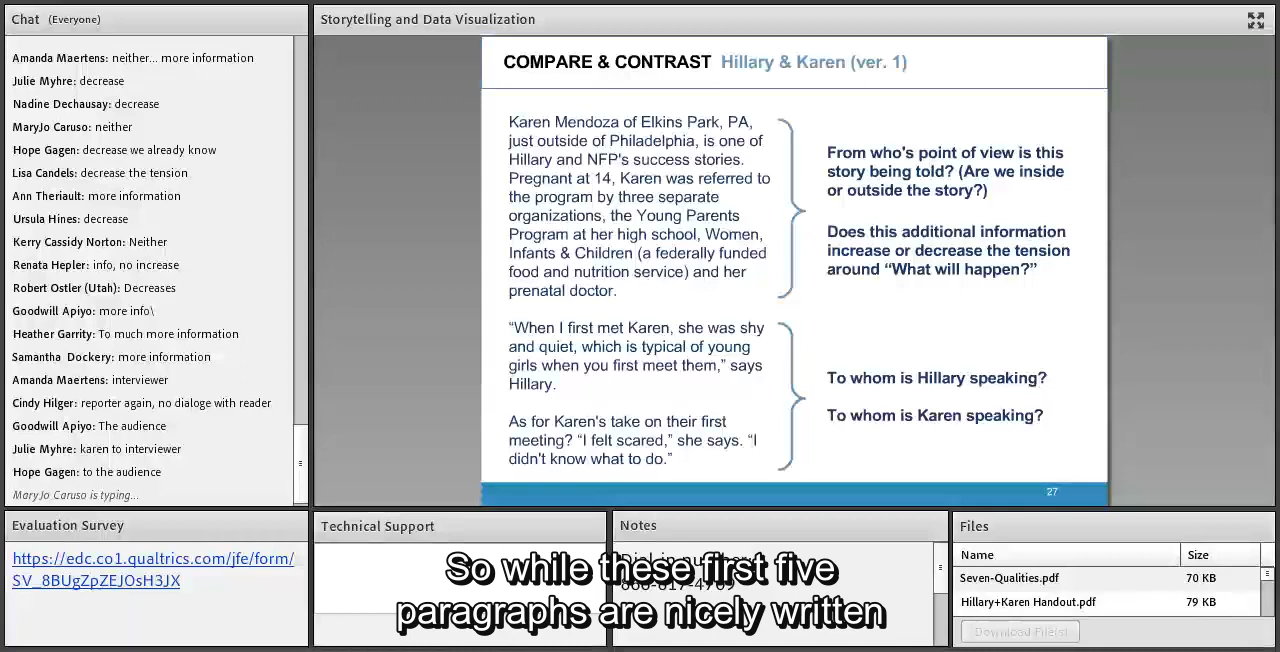 Chat (Everyone)
Amanda Maertens: neither... more information
Julie Myhre: decrease
Nadine Dechausay: decrease
MaryJo Caruso: neither
Hope Gagen: decrease we already know
Lisa Candels: decrease the tension
Ann Theriault: more information
Ursula Hines: decrease
Kerry Cassidy Norton: Neither
Renata Hepler: info, no increase
Robert Ostler (Utah): Decreases
Goodwill Apiyo: more info\
Heather Garrity: To much more information
Samantha Dockery: more information
Amanda Maertens: interviewer
Cindy Hilger: reporter again, no dialoge with reader
Goodwill Apiyo: The audience
Julie Myhre: karen to interviewer
Hope Gagen: to the audience
MaryJo Caruso is typing...
Storytelling and Data Visualization
COMPARE & CONTRAST Hillary & Karen (ver. 1)
Karen Mendoza of Elkins Park, PA,
just outside of Philadelphia, is one of
Hillary and NFP's success stories.
Pregnant at 14, Karen was referred to
the program by three separate
organizations, the Young Parents
Program at her high school, Women,
Infants & Children (a federally funded
food and nutrition service) and her
prenatal doctor.
“When I first met Karen, she was shy
and quiet, which is typical of young
girls when you first meet them,” says
Hillary.
As for Karen's take on their first
meeting? “I felt scared,” she says. “I
didn't know what to do.”
From who's point of view is this
story being told? (Are we inside
or outside the story?)
Does this additional information
increase or decrease the tension
around “What will happen?”
To whom is Hillary speaking?
To whom is Karen speaking?
27
Evaluation Survey
https://edc.co1.qualtrics.com/jfe/form/
SV_8BUgZpZEJOsH3JX
Technical Support
Notes
Dial-in number:
So while these first five
paragraphs are nicely written
Files
Name Size
Seven-Qualities.pdf 70 KB
Hillary+Karen Handout.pdf 79 KB
Download File(s)